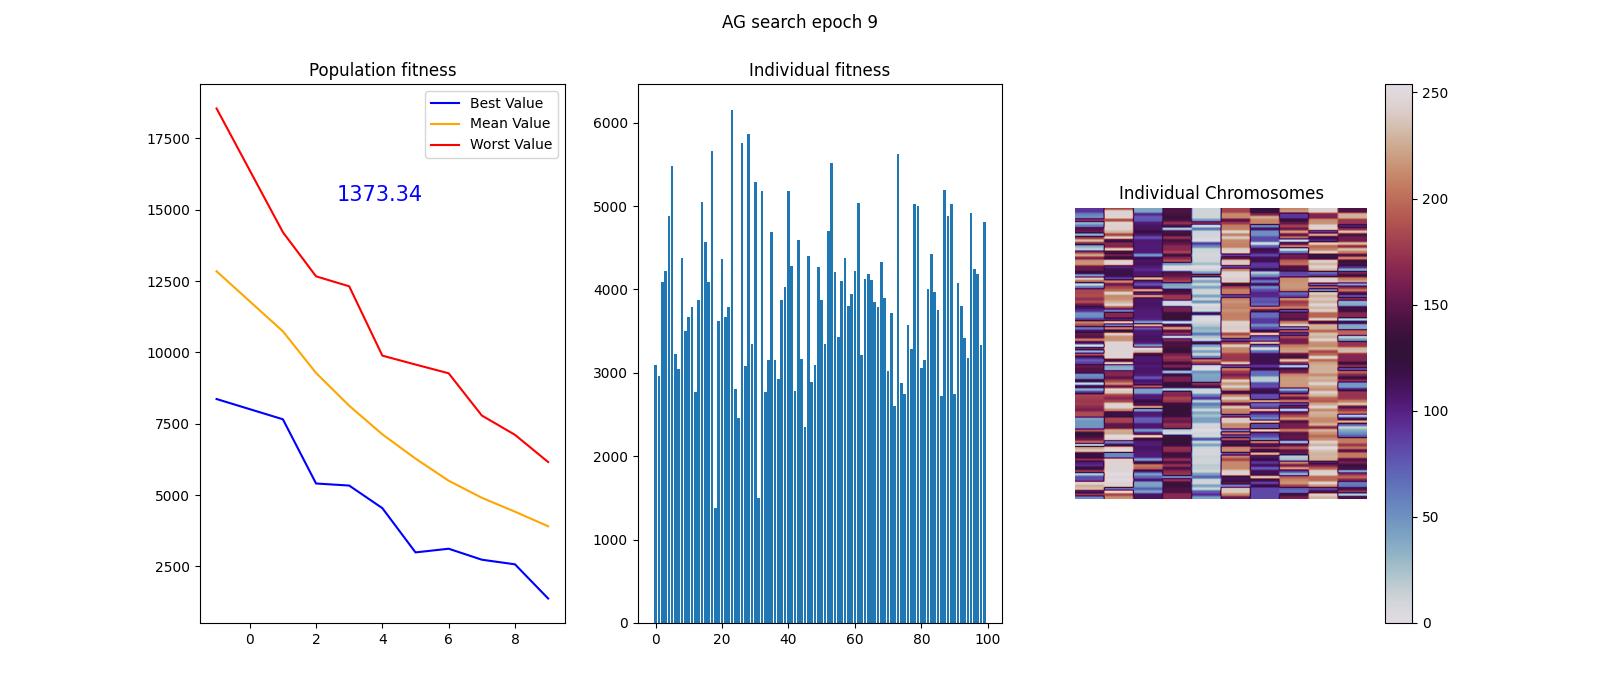 AG search epoch 9
Population fitness
Best Value
Mean Value
Worst Value
1373.34
17500
15000
12500
10000
7500
5000
2500
0 2 4 6 8
Individual fitness
6000
5000
4000
3000
2000
1000
0
0 20 40 60 80 100
Individual Chromosomes
250
200
150
100
50
0